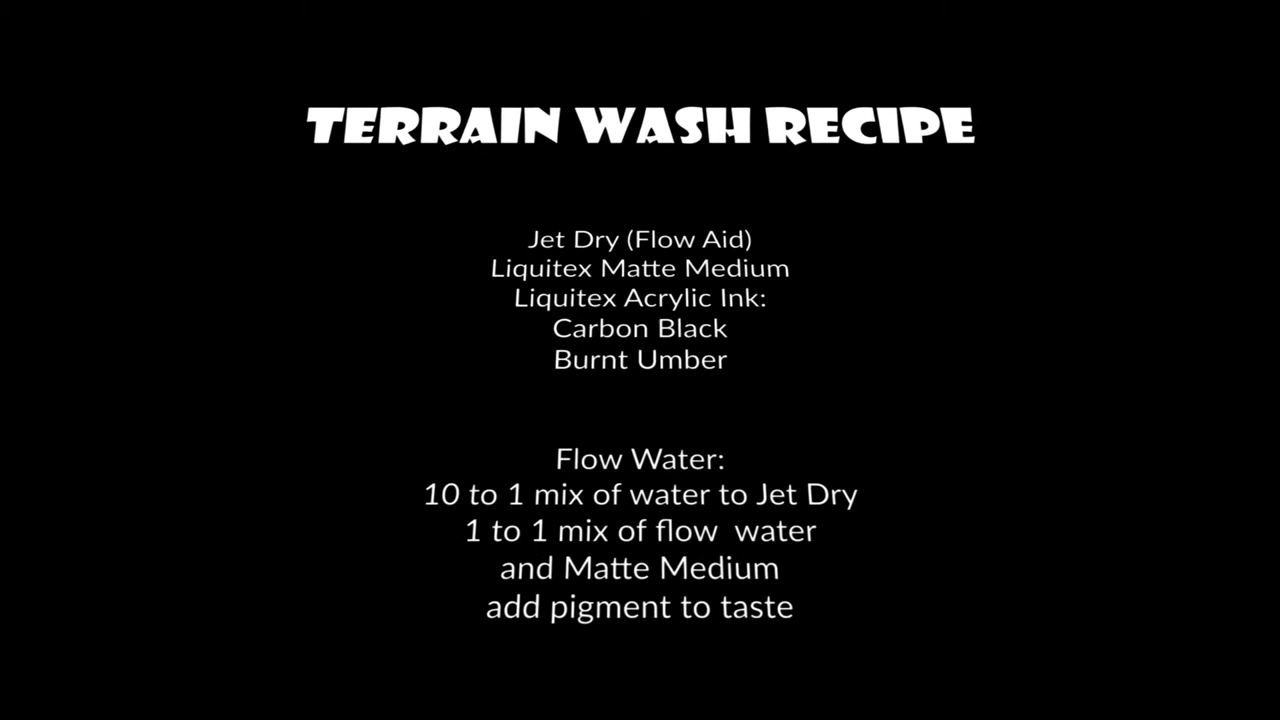 TERRAIN WASH RECIPE
Jet Dry (Flow Aid)
Liquitex Matte Medium
Liquitex Acrylic Ink:
Carbon Black
Burnt Umber
Flow Water:
10 to 1 mix of water to Jet Dry
1 to 1 mix of flow water
and Matte Medium
add pigment to taste